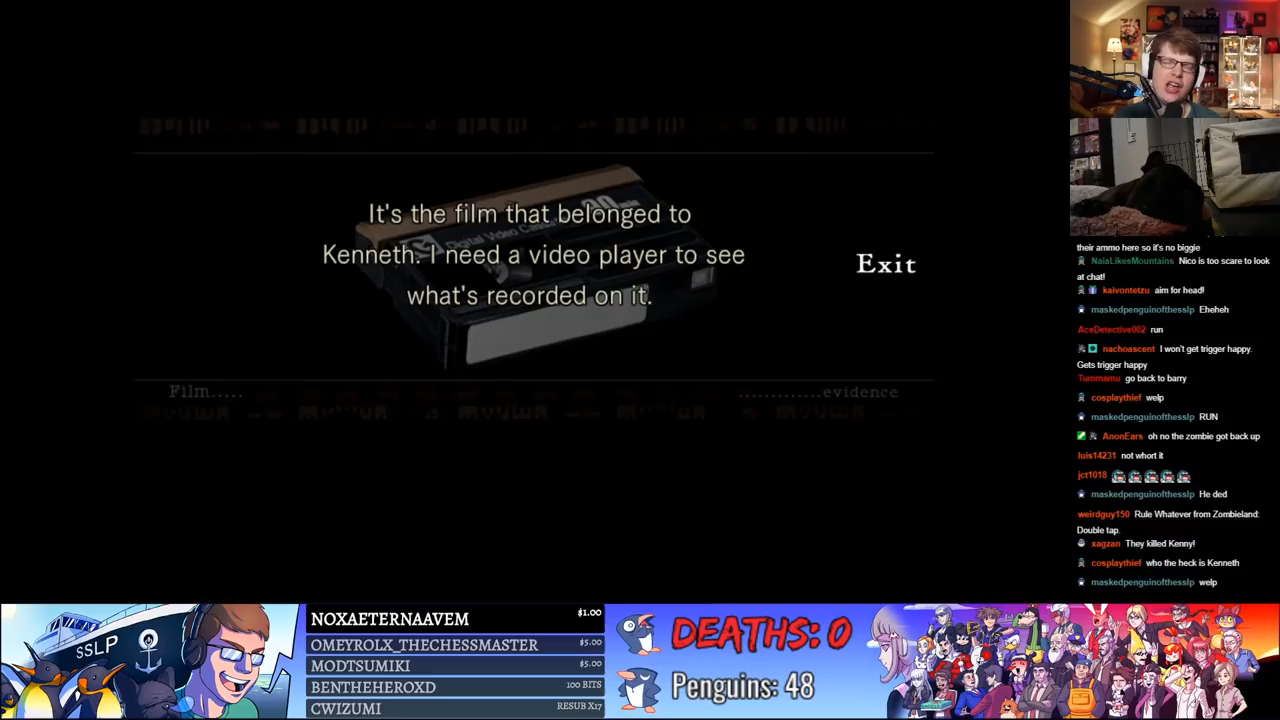 It's the film that belonged to
Kenneth. I need a video player to see
what's recorded on it.
Exit
Film.....
.............evidence
their ammo here so it's no biggie
NaiaLikesMountains Nico is too scare to look
at chat!
kaivontetzu aim for head!
maskedpenguinofthesslp Eheheh
AceDetective002 run
nachoascent I won't get trigger happy.
Gets trigger happy
Tummamu go back to barry
cosplaythief welp
maskedpenguinofthesslp RUN
AnonEars oh no the zombie got back up
luis14231 not whort it
jct1018
maskedpenguinofthesslp He ded
weirdguy150 Rule Whatever from Zombieland:
Double tap.
xagzan They killed Kenny!
cosplaythief who the heck is Kenneth
maskedpenguinofthesslp welp
SSLP
NOXAETERNAAVEM $1.00
OMEYROLX_THECHESSMASTER $5.00
MODTSUMIKI $5.00
BENTHEHEROXD 100 BITS
CWIZUMI RESUB X17
DEATHS: 0
Penguins: 48